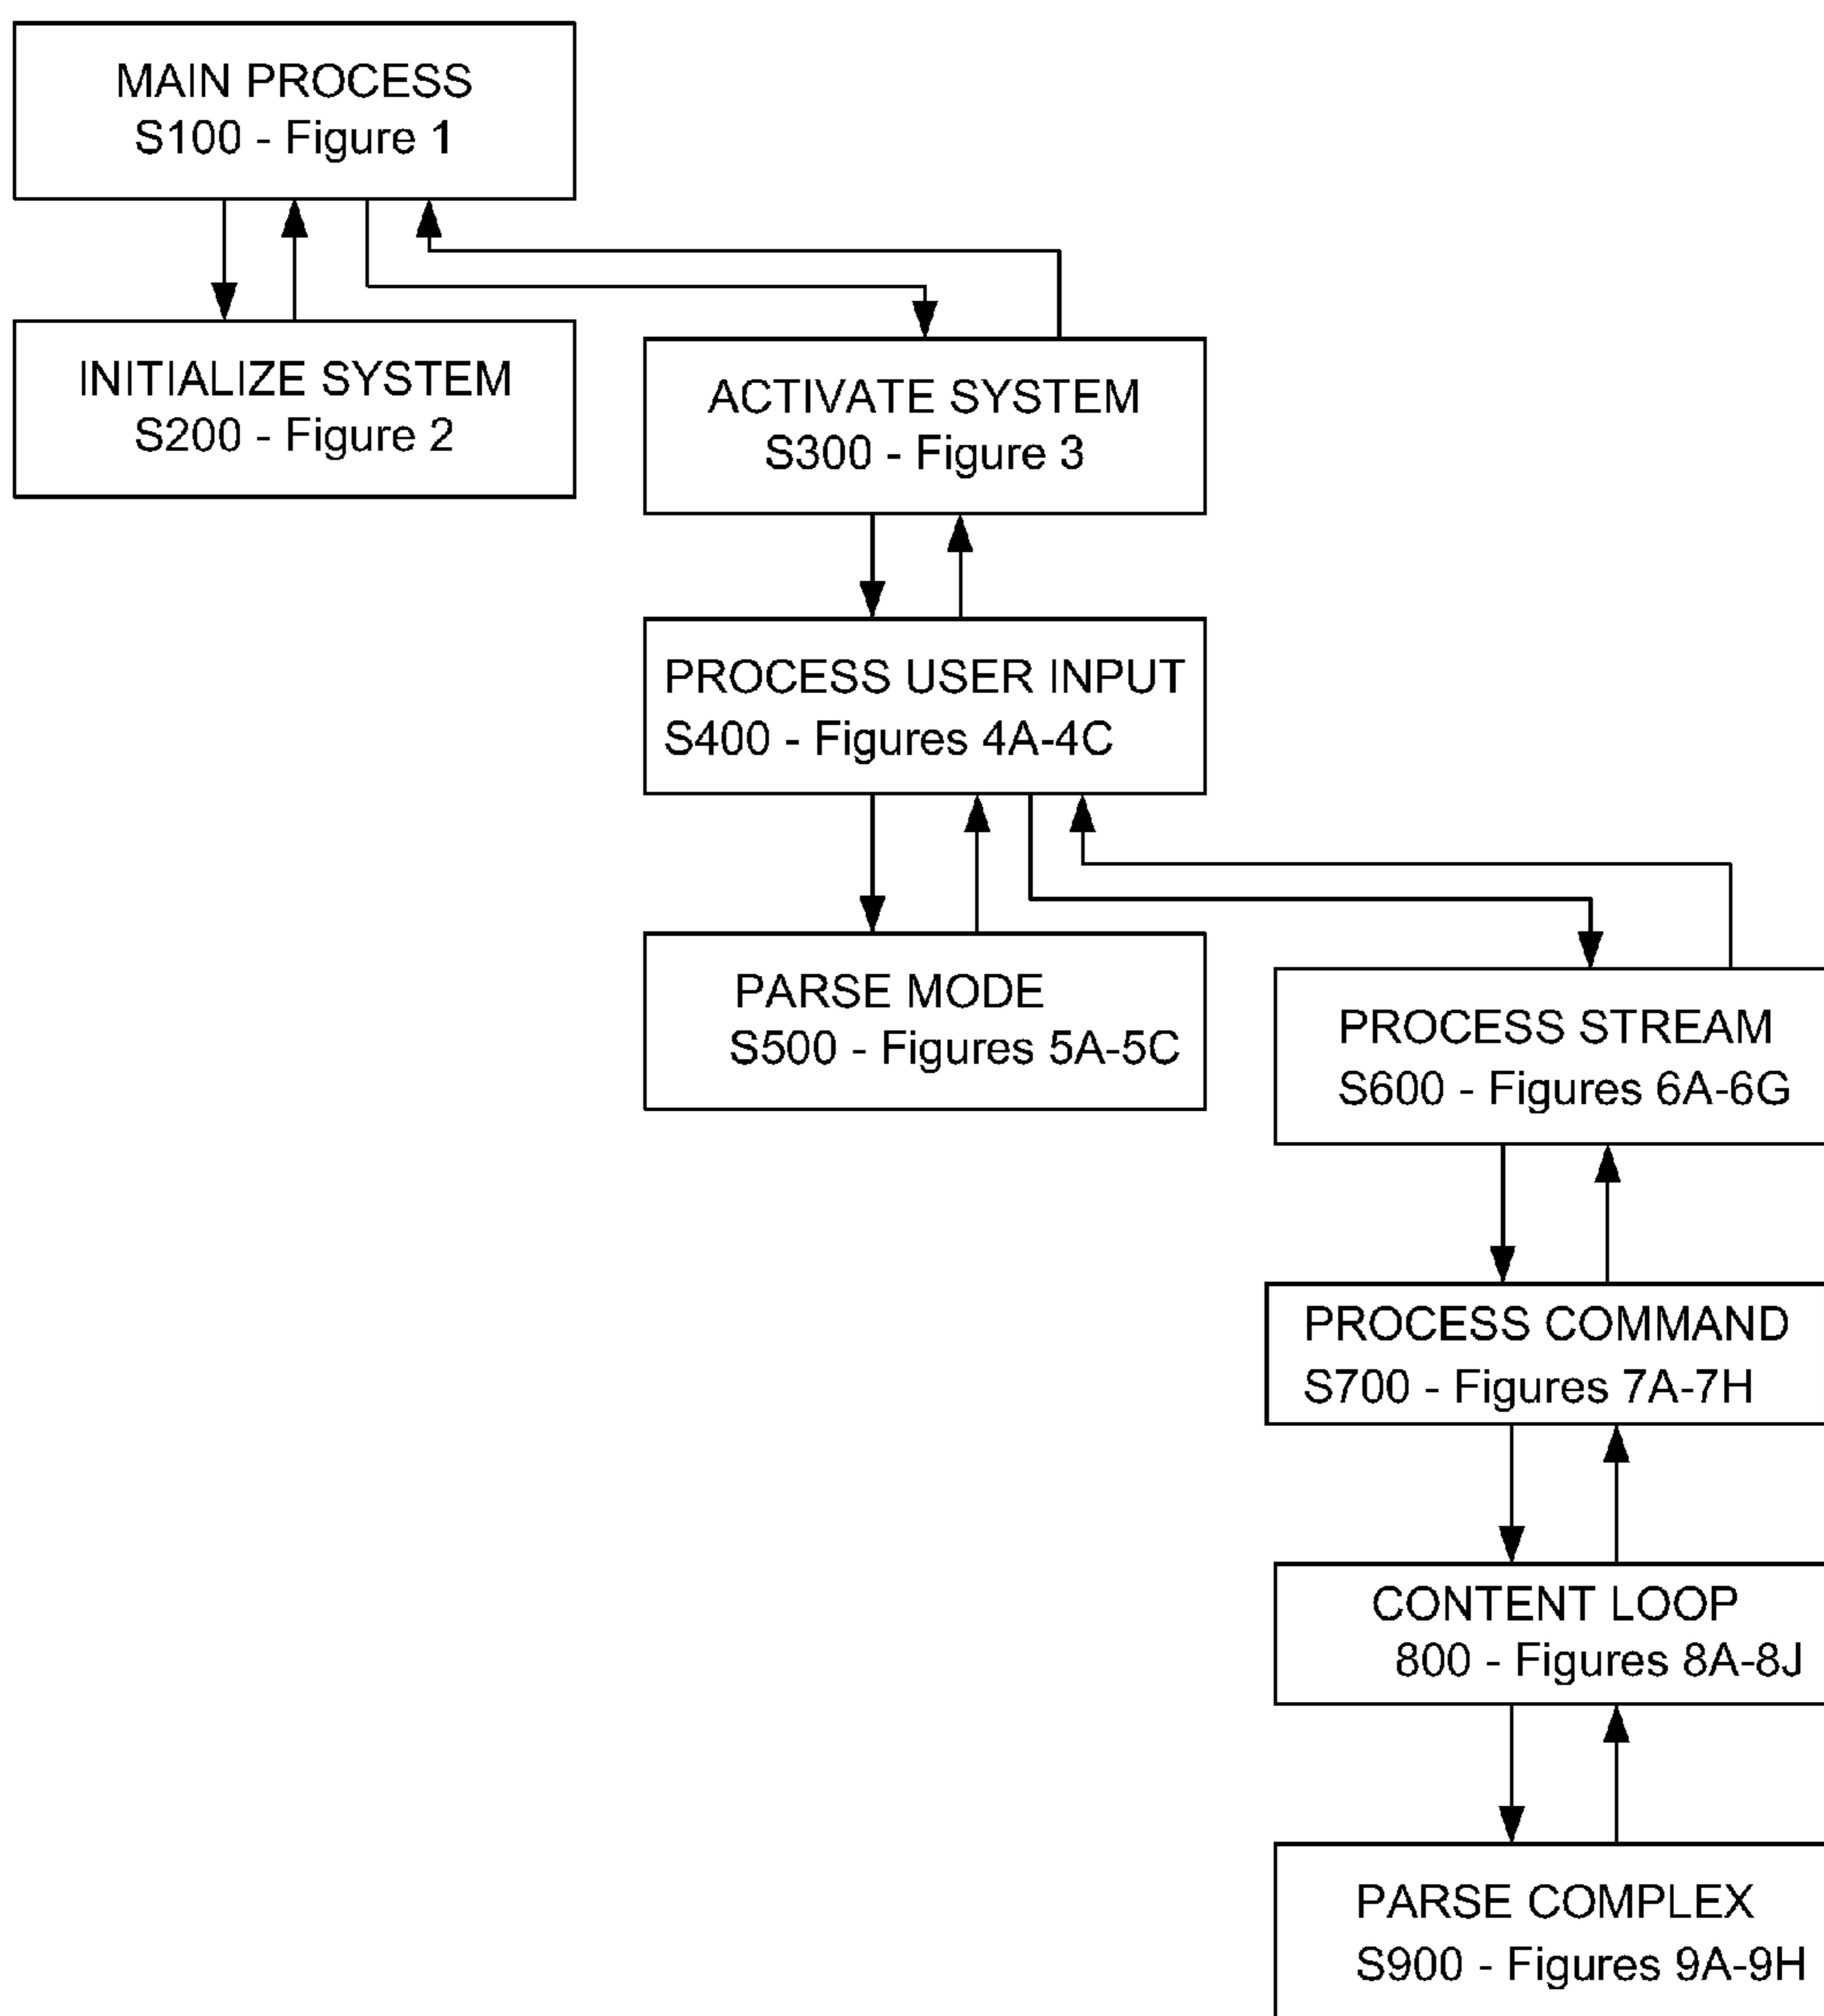 MAIN PROCESS
S100 - Figure 1
INITIALIZE SYSTEM
S200 - Figure 2
ACTIVATE SYSTEM
S300 - Figure 3
PROCESS USER INPUT
S400 - Figures 4A-4C
PARSE MODE
S500 - Figures 5A-5C
PROCESS STREAM
S600 - Figures 6A-6G
PROCESS COMMAND
S700 - Figures 7A-7H
CONTENT LOOP
800 - Figures 8A-8J
PARSE COMPLEX
S900 - Figures 9A-9H